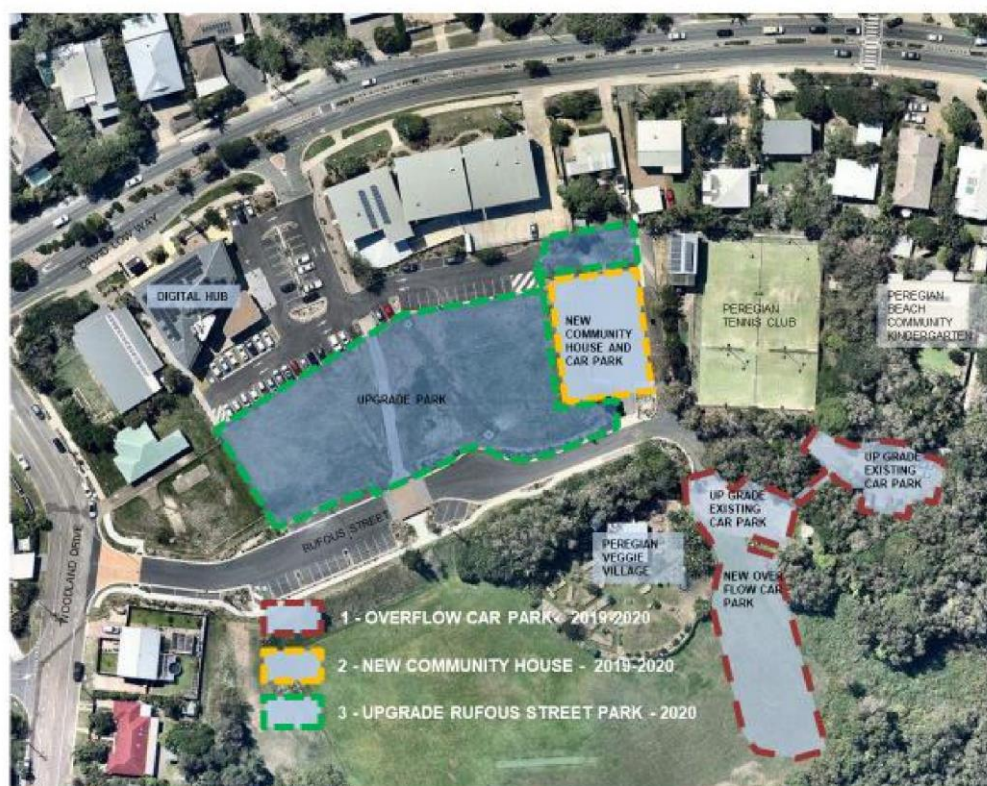 DAVID LOW WAY
DIGITAL HUB
NEW
COMMUNITY
HOUSE AND
CAR PARK
PEREGIAN
TENNIS CLUB
PEREGIAN
BEACH
COMMUNITY
KINDERGARTEN
UPGRADE PARK
UP GRADE
EXISTING
CAR PARK
UP GRADE
EXISTING
CAR PARK
RUFOUS STREET
PEREGIAN
VEGGIE
VILLAGE
NEW OVER
FLOW CAR
PARK
WOODLAND DRIVE
1 - OVERFLOW CAR PARK - 2019-2020
2 - NEW COMMUNITY HOUSE - 2019-2020
3 - UPGRADE RUFOUS STREET PARK - 2020